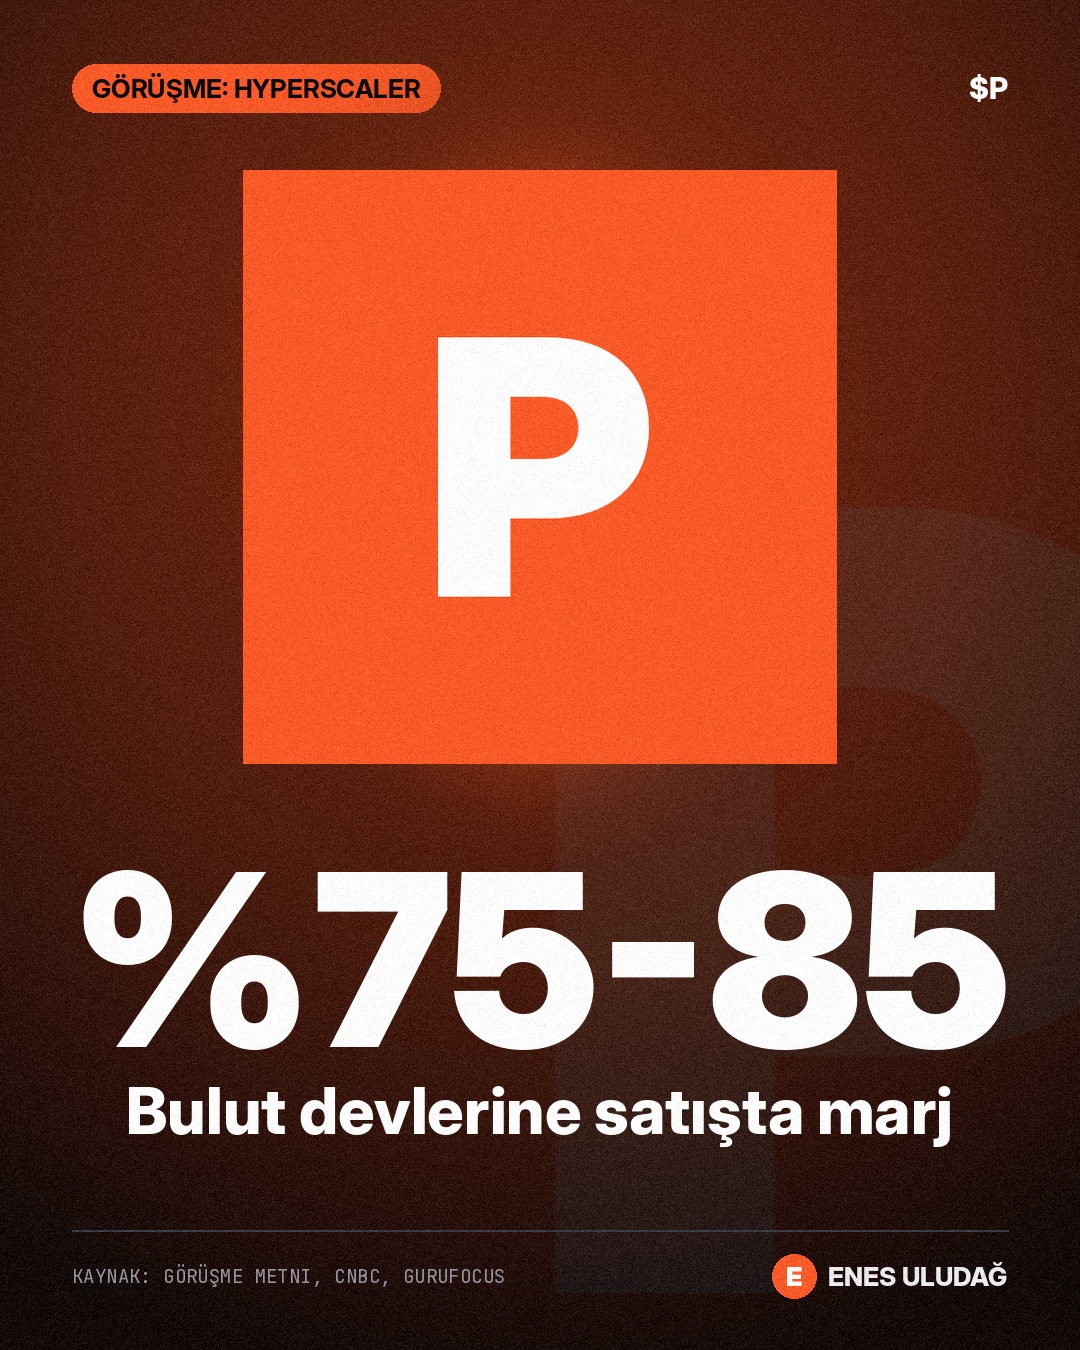 GÖRÜŞME: HYPERSCALER
$P
P
%75-85
Bulut devlerine satışta marj
KAYNAK: GÖRÜŞME METNI, CNBC, GURUFOCUS
E ENES ULUDAĞ